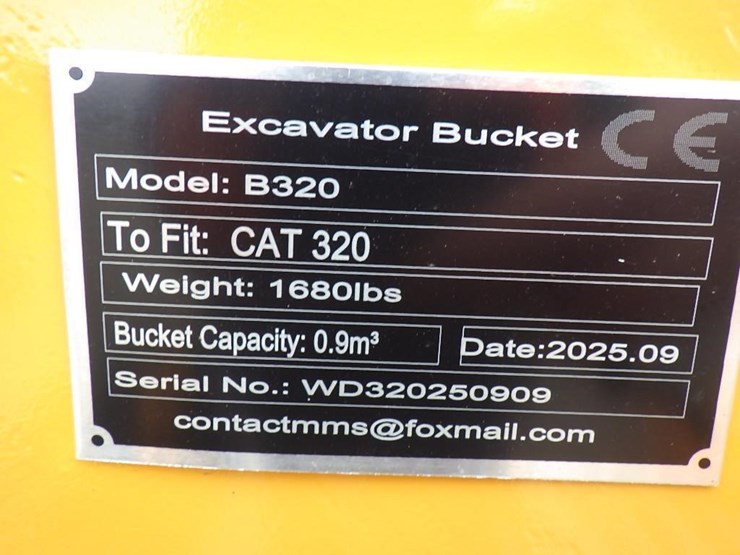 Excavator Bucket CE
Model: B320
To Fit: CAT 320
Weight: 1680lbs
Bucket Capacity: 0.9m³ Date:2025.09
Serial No.: WD320250909
contactmms@foxmail.com